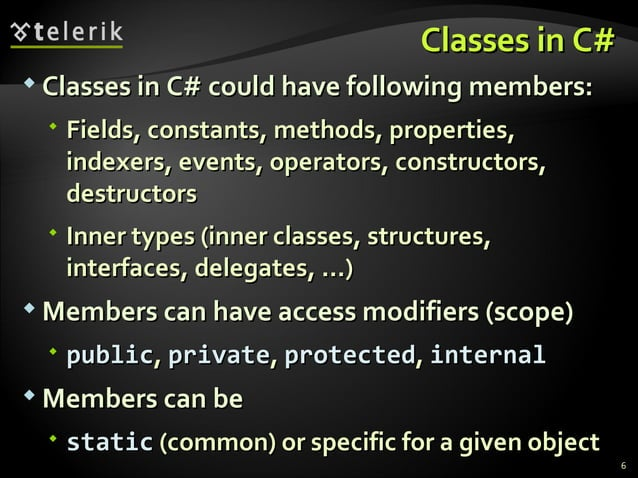 telerik
Classes in C#
Classes in C# could have following members:
Fields, constants, methods, properties,
indexers, events, operators, constructors,
destructors
Inner types (inner classes, structures,
interfaces, delegates, ...)
Members can have access modifiers (scope)
public, private, protected, internal
Members can be
static (common) or specific for a given object
6